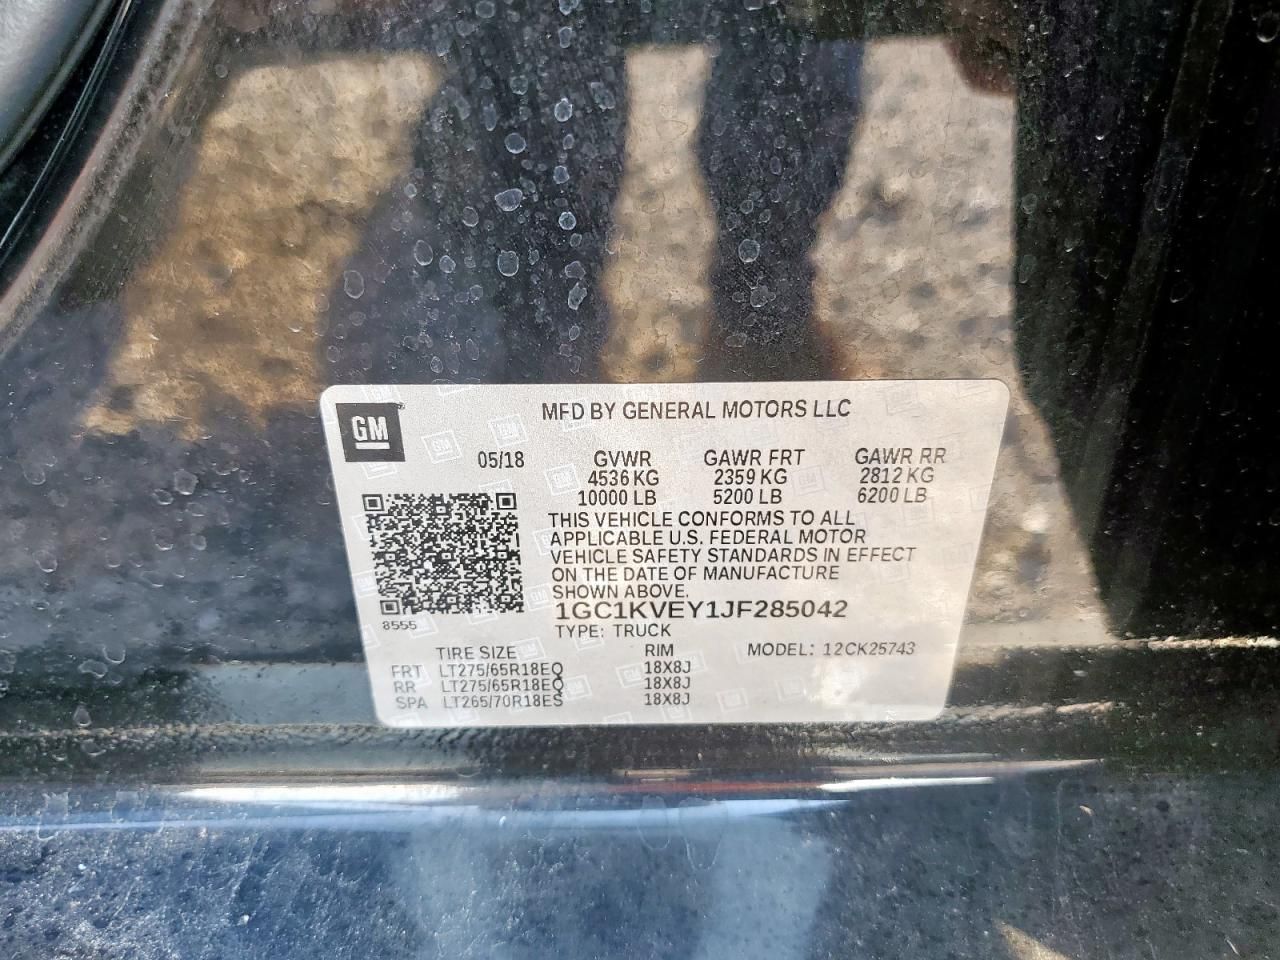 GM
MFD BY GENERAL MOTORS LLC
05/18 GVWR GAWR FRT GAWR RR
4536 KG 2359 KG 2812 KG
10000 LB 5200 LB 6200 LB
THIS VEHICLE CONFORMS TO ALL
APPLICABLE U.S. FEDERAL MOTOR
VEHICLE SAFETY STANDARDS IN EFFECT
ON THE DATE OF MANUFACTURE
SHOWN ABOVE.
1GC1KVEY1JF285042
8555
TYPE: TRUCK
TIRE SIZE RIM MODEL: 12CK25743
FRT LT275/65R18EQ 18X8J
RR LT275/65R18EQ 18X8J
SPA LT265/70R18ES 18X8J